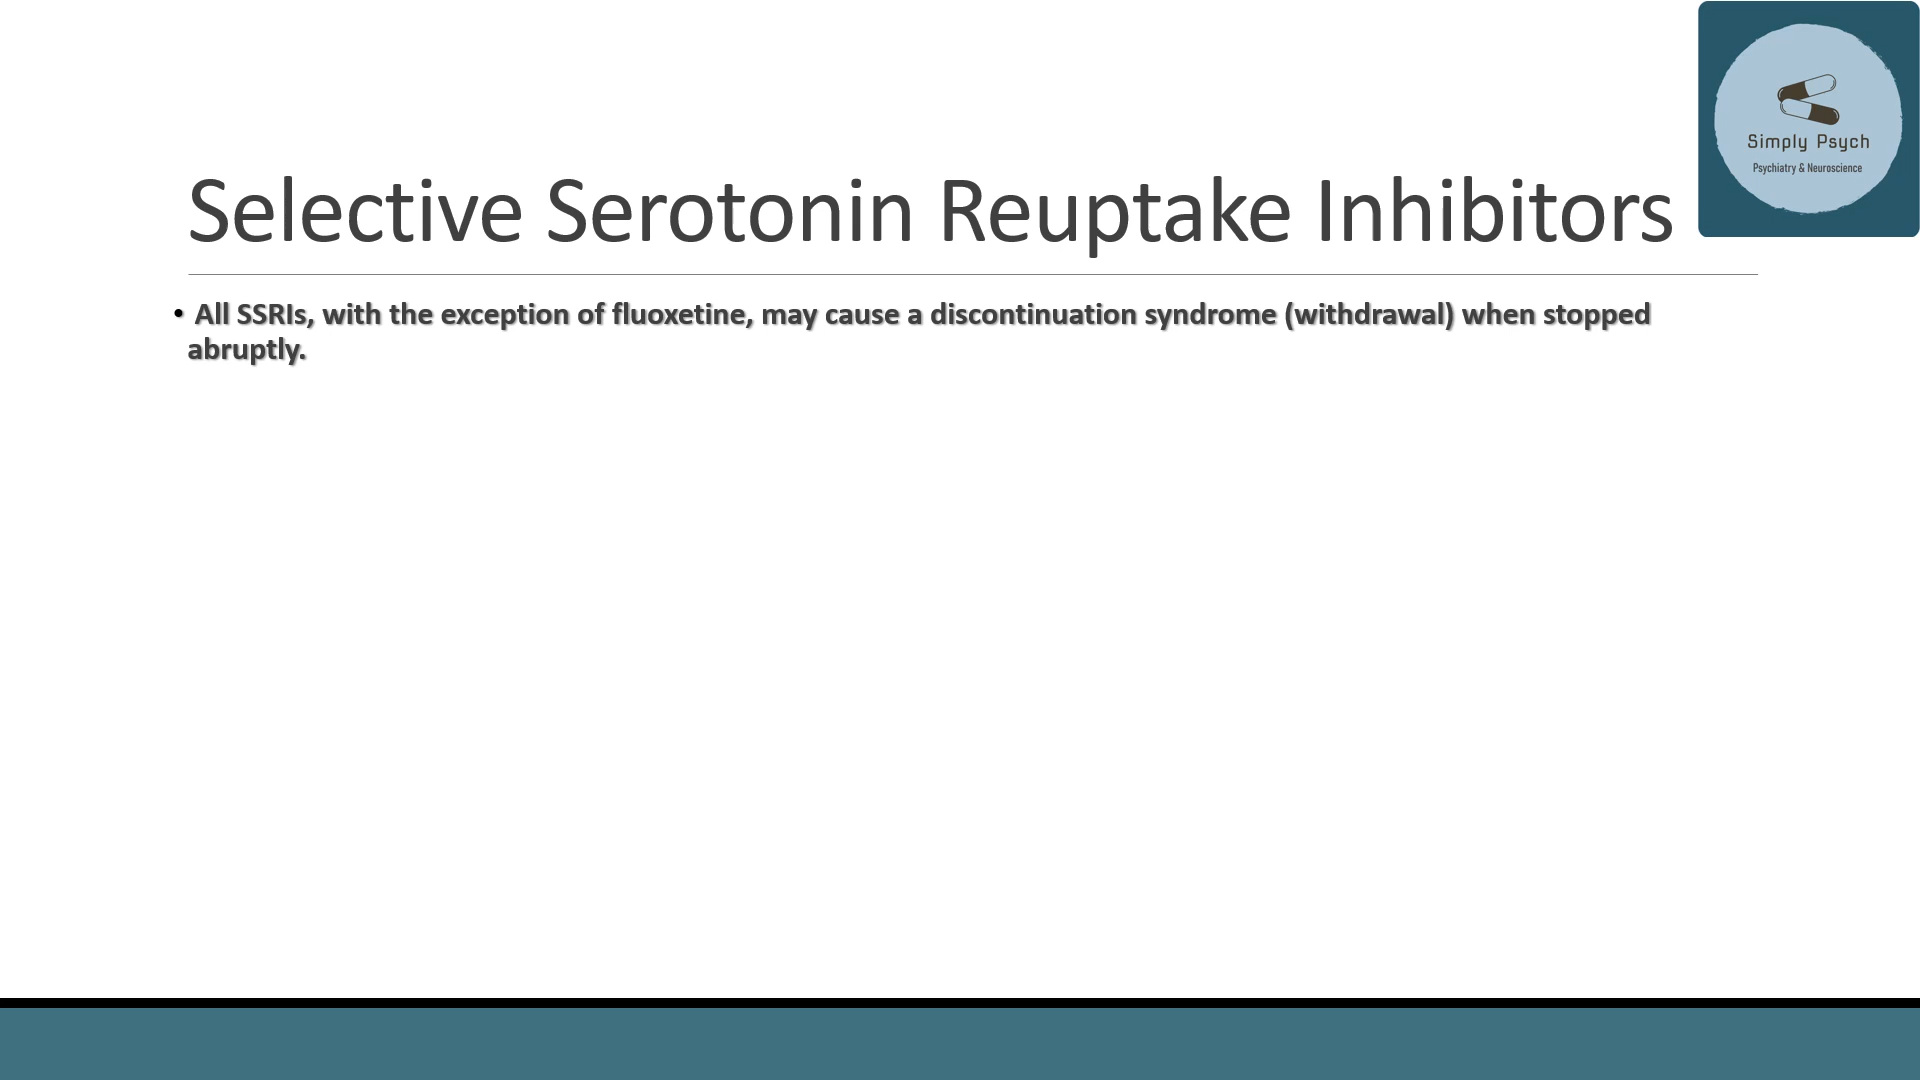 Simply Psych
Psychiatry & Neuroscience
Selective Serotonin Reuptake Inhibitors
• All SSRIs, with the exception of fluoxetine, may cause a discontinuation syndrome (withdrawal) when stopped
abruptly.